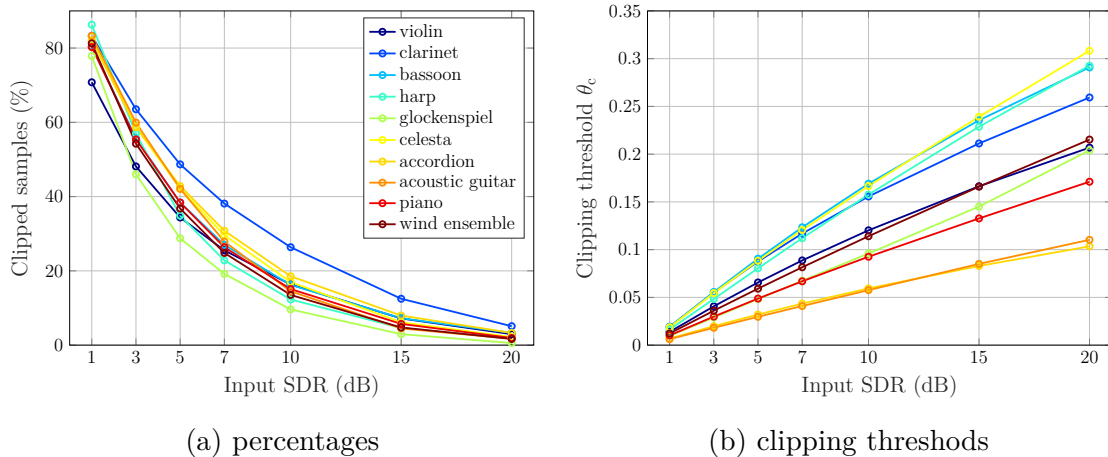 80
60
40
20
0
1
3
5
7
10
15
20
Clipped samples (%)
Input SDR (dB)
violin
clarinet
bassoon
harp
glockenspiel
celesta
accordion
acoustic guitar
piano
wind ensemble
(a) percentages
0.35
0.3
0.25
0.2
0.15
0.1
0.05
0
1
3
5
7
10
15
20
Clipping threshold θc
Input SDR (dB)
(b) clipping threshods